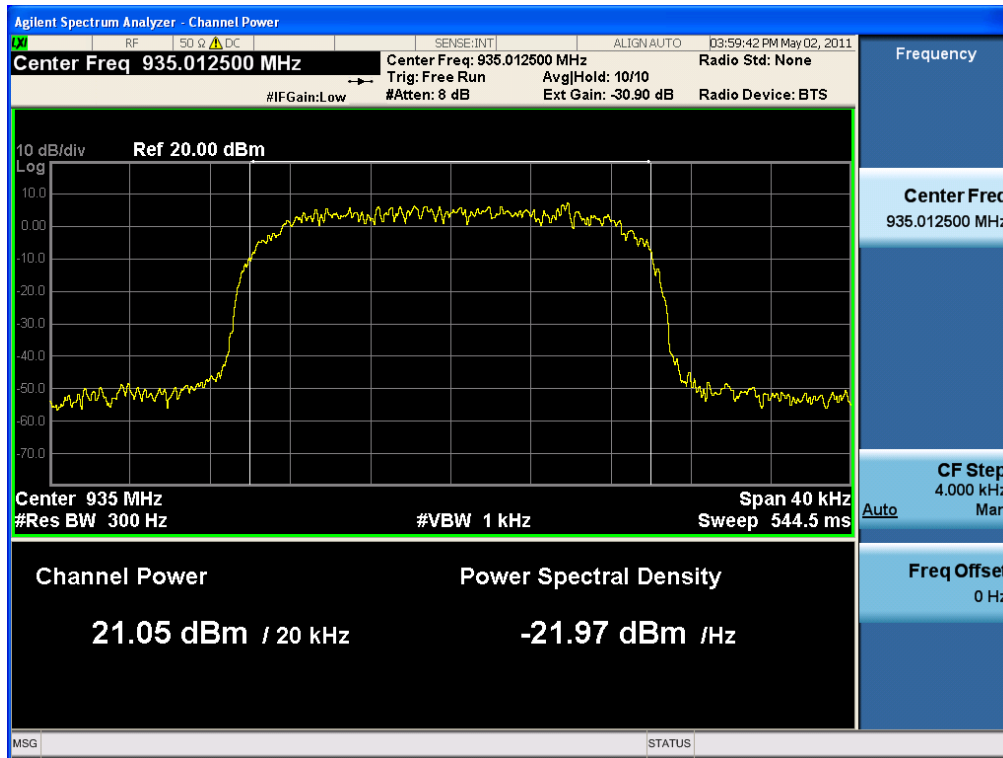 Agilent Spectrum Analyzer - Channel Power
LXI RF 50 Ω DC SENSE:INT ALIGN AUTO 03:59:42 PM May 02, 2011
Center Freq 935.012500 MHz
#IFGain:Low
Center Freq: 935.012500 MHz
Trig: Free Run Avg|Hold: 10/10
#Atten: 8 dB Ext Gain: -30.90 dB
Radio Std: None
Radio Device: BTS
10 dB/div Ref 20.00 dBm
Log
10.0
0.00
-10.0
-20.0
-30.0
-40.0
-50.0
-60.0
-70.0
Center 935 MHz Span 40 kHz
#Res BW 300 Hz #VBW 1 kHz Sweep 544.5 ms
Channel Power Power Spectral Density
21.05 dBm / 20 kHz -21.97 dBm /Hz
MSG STATUS
Frequency
Center Freq
935.012500 MHz
CF Step
4.000 kHz
Auto Man
Freq Offset
0 Hz